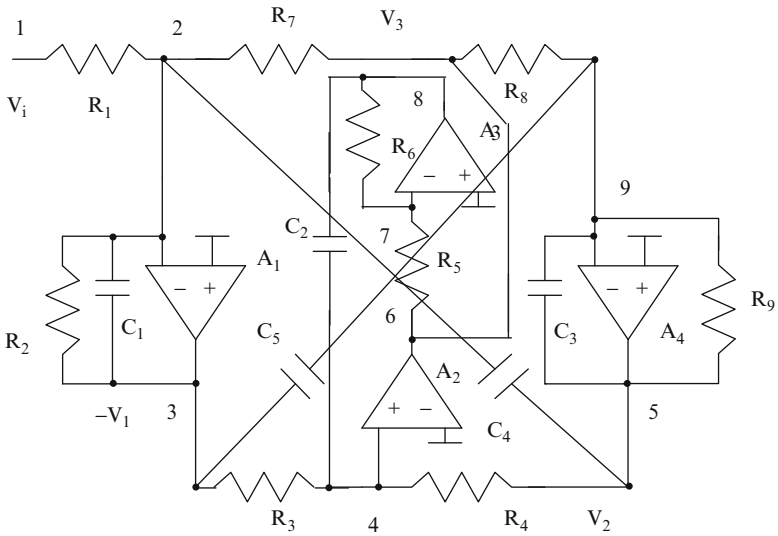 1
2
R7
V3
Vi
R1
8
R8
A3
R6
− +
9
C2
7
R5
A1
− +
− +
C1
C5
6
C3
A4
R9
R2
A2
−V1
3
+ −
C4
5
R3
4
R4
V2